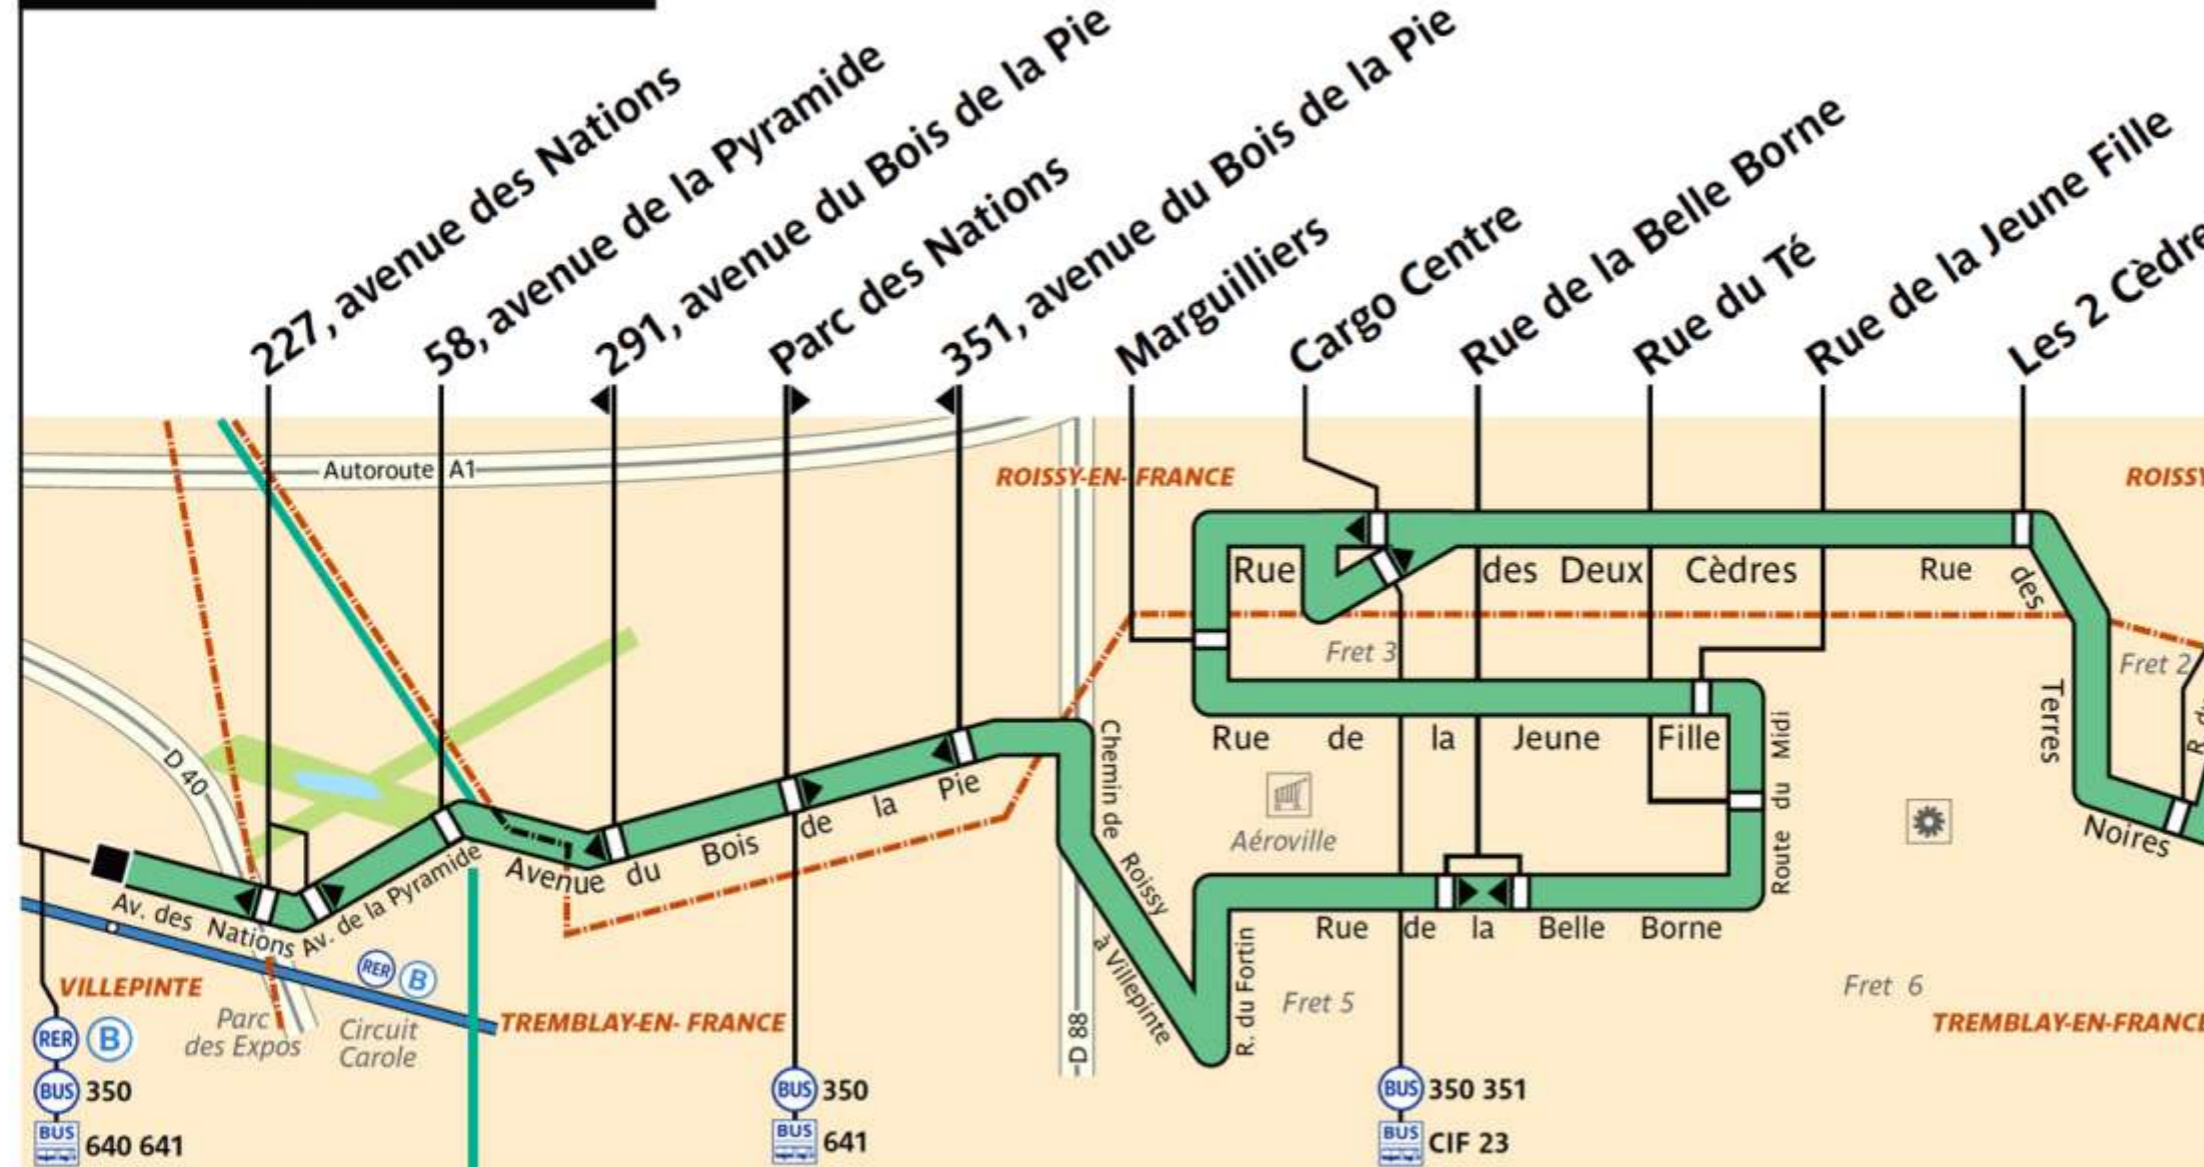 227, avenue des Nations
58, avenue de la Pyramide
291, avenue du Bois de la Pie
Parc des Nations
351, avenue du Bois de la Pie
Marguilliers
Cargo Centre
Rue de la Belle Borne
Rue du Té
Rue de la Jeune Fille
Les 2 Cèdre
Autoroute A1
ROISSY-EN-FRANCE
ROISSY
Rue des Deux Cèdres
Rue des Terres Noires
Fret 3
Fret 2
R. d
Rue de la Jeune Fille
Route du Midi
D 40
Chemin de Roissy à Villepinte
Aéroville
Av. des Nations
Av. de la Pyramide
Avenue du Bois de la Pie
Rue de la Belle Borne
R. du Fortin
Fret 5
Fret 6
RER B
VILLEPINTE
Parc
des Expos
Circuit
Carole
TREMBLAY-EN-FRANCE
TREMBLAY-EN-FRANCE
D 88
RER B
BUS 350
BUS 640 641
BUS 350
BUS 641
BUS 350 351
BUS CIF 23